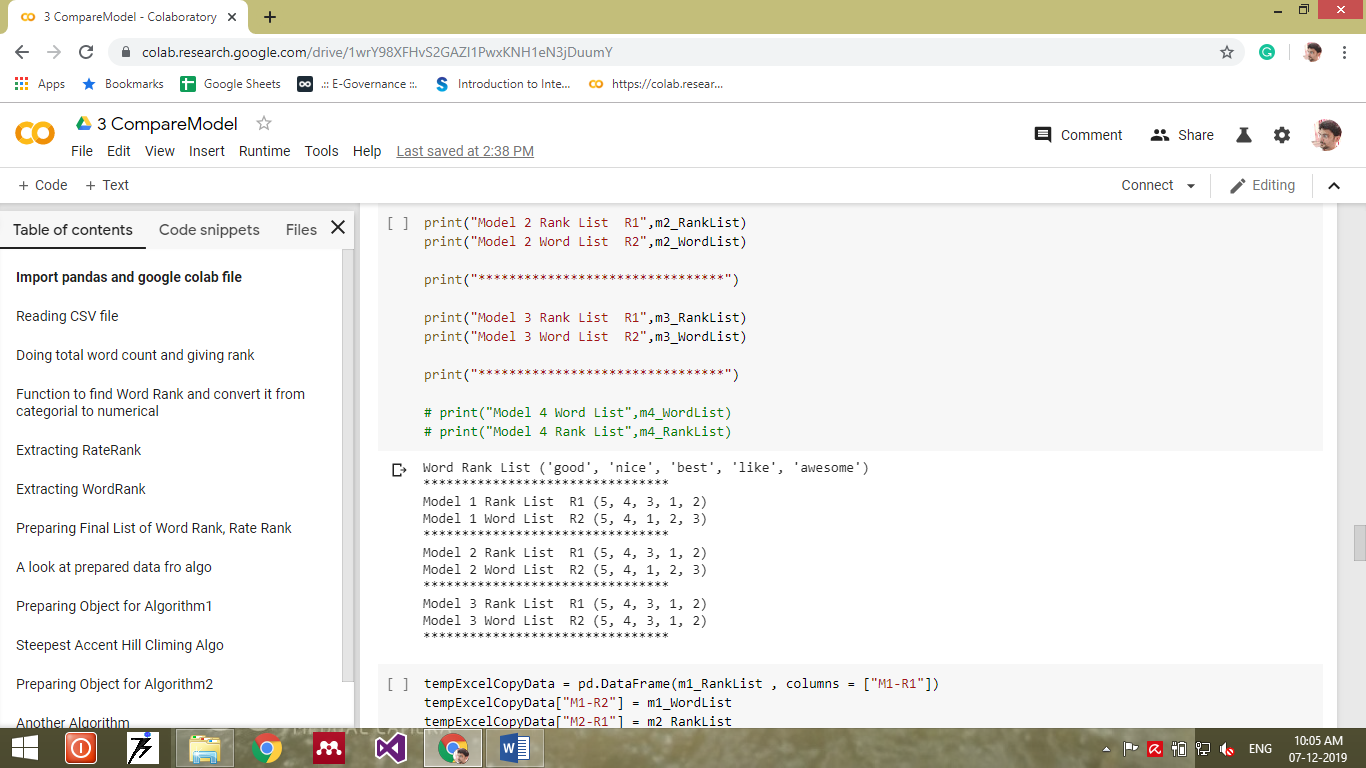 3 CompareModel - Colaboratory
colab.research.google.com/drive/1wrY98XFHvS2GAZI1PwxKNH1eN3jDuumY
Apps Bookmarks Google Sheets .:: E-Governance ::. Introduction to Inte... https://colab.resear...
3 CompareModel
Comment Share
File Edit View Insert Runtime Tools Help Last saved at 2:38 PM
+ Code + Text
Connect Editing
Table of contents Code snippets Files
Import pandas and google colab file
Reading CSV file
Doing total word count and giving rank
Function to find Word Rank and convert it from
categorial to numerical
Extracting RateRank
Extracting WordRank
Preparing Final List of Word Rank, Rate Rank
A look at prepared data fro algo
Preparing Object for Algorithm1
Steepest Accent Hill Climing Algo
Preparing Object for Algorithm2
Another Algorithm
[ ] print("Model 2 Rank List  R1",m2_RankList)
print("Model 2 Word List  R2",m2_WordList)
print("********************************")
print("Model 3 Rank List  R1",m3_RankList)
print("Model 3 Word List  R2",m3_WordList)
print("********************************")
# print("Model 4 Word List",m4_WordList)
# print("Model 4 Rank List",m4_RankList)
Word Rank List ('good', 'nice', 'best', 'like', 'awesome')
********************************
Model 1 Rank List  R1 (5, 4, 3, 1, 2)
Model 1 Word List  R2 (5, 4, 1, 2, 3)
********************************
Model 2 Rank List  R1 (5, 4, 3, 1, 2)
Model 2 Word List  R2 (5, 4, 1, 2, 3)
********************************
Model 3 Rank List  R1 (5, 4, 3, 1, 2)
Model 3 Word List  R2 (5, 4, 3, 1, 2)
********************************
[ ] tempExcelCopyData = pd.DataFrame(m1_RankList , columns = ["M1-R1"])
tempExcelCopyData["M1-R2"] = m1_WordList
tempExcelCopyData["M2-R1"] = m2_RankList
ENG
10:05 AM
07-12-2019